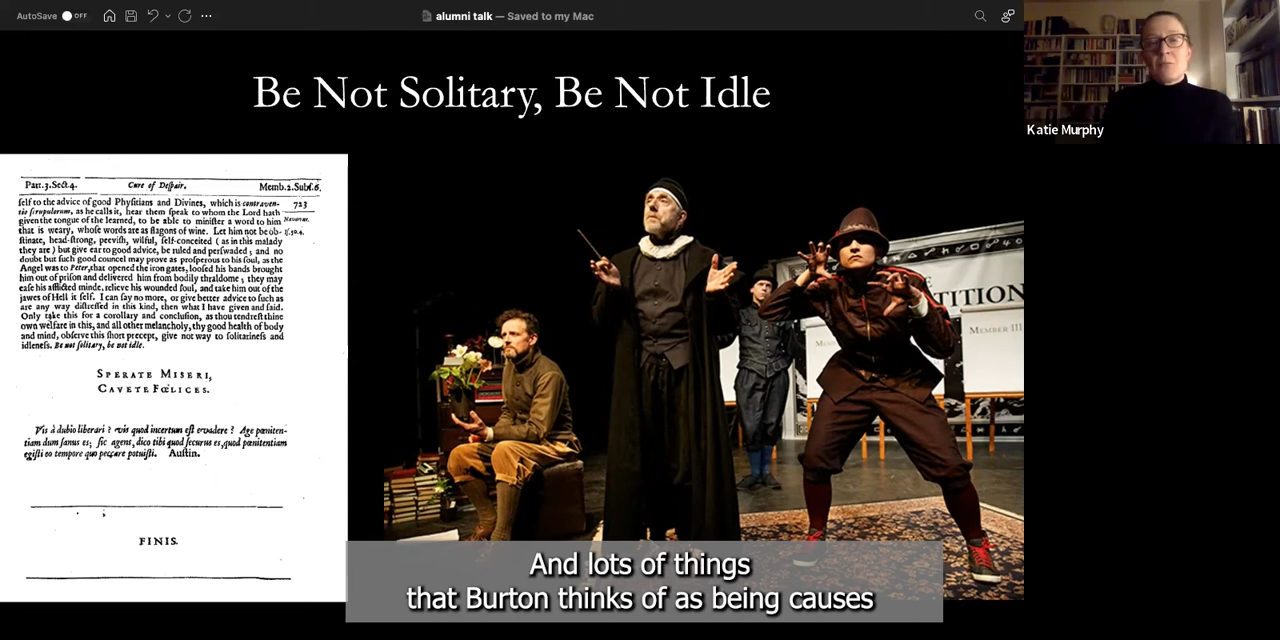 AutoSave OFF
alumni talk — Saved to my Mac
Katie Murphy
Be Not Solitary, Be Not Idle
Part.3.Sect.4. Cure of Despair. Memb.2.Subſ.6.
723
ſelf to the advice of good Phyſitians and Divines, which is contraven-
tio ſcrupulorum, as he calls it, hear them ſpeak to whom the Lord hath
given the tongue of the learned, to be able to miniſter a word to him
that is weary, whoſe words are as flagons of wine. Let him not be ob-
ſtinate, head-ſtrong, peeviſh, wilful, ſelf-conceited ( as in this malady
they are ) but give ear to good advice, be ruled and perſwaded ; and no
doubt but ſuch good councel may prove as proſperous to his ſoul, as the
Angel was to Peter, that opened the iron gates, looſed his bands brought
him out of priſon and delivered him from bodily thraldome ; they may
eaſe his afflicted minde, relieve his wounded ſoul, and take him out of the
jawes of Hell it ſelf. I can ſay no more, or give better advice to ſuch as
are any way diſtreſſed in this kind, then what I have given and ſaid.
Only take this for a corollary and concluſion, as thou tendreſt thine
own welfare in this, and all other melancholy, thy good health of body
and mind, obſerve this ſhort precept, give not way to ſolitarineſs and
idleneſs. Be not ſolitary, be not idle.
SPERATE MISERI,
CAVETE FŒLICES.
Vis à dubio liberari ? vis quod incertum eſt evadere ? Age pœniten-
tiam dum ſanus es; ſic agens, dico tibi quod ſecurus es, quod pœnitentiam
egiſti eo tempore quo peccare potuiſti. Auſtin.
FINIS.
TITION
MEMBER III
And lots of things
that Burton thinks of as being causes